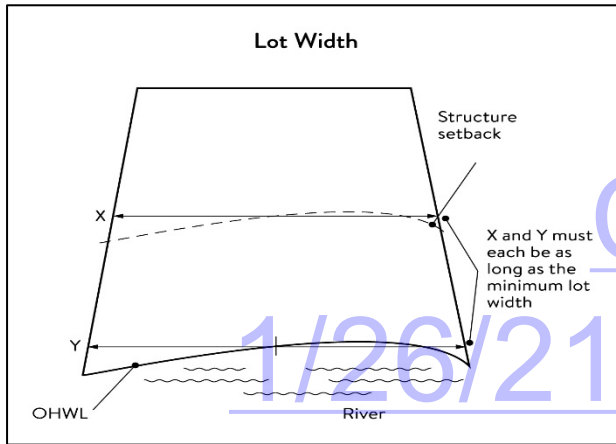 Lot Width
Structure
setback
X
X and Y must
each be as
long as the
minimum lot
width
Y
1/26/21
OHWL
River